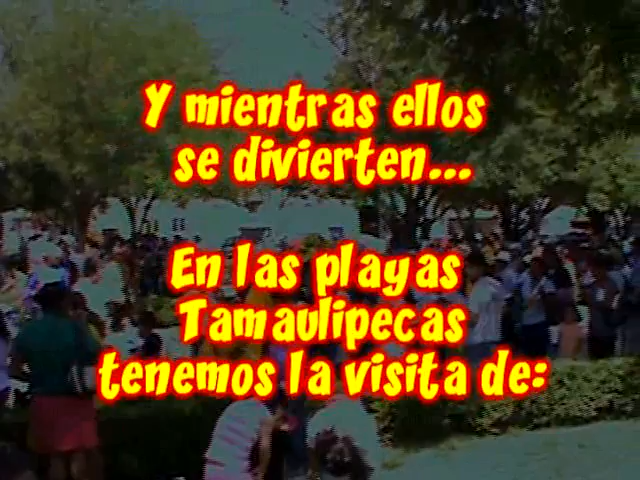 Y mientras ellos
se divierten...
En las playas
Tamaulipecas
tenemos la visita de: